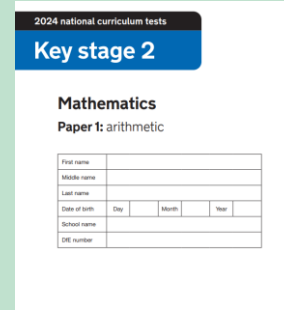 2024 national curriculum tests
Key stage 2
Mathematics
Paper 1: arithmetic
First name
Middle name
Last name
Date of birth Day Month Year
School name
DfE number